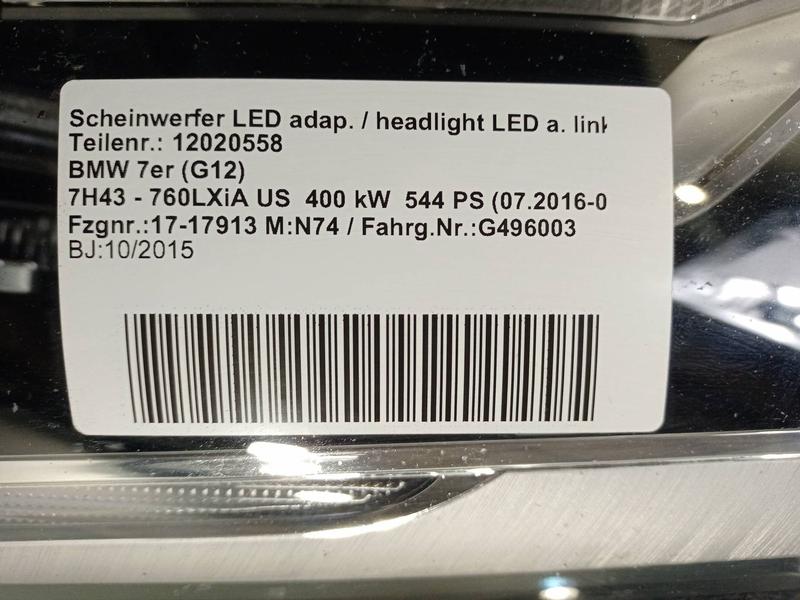 Scheinwerfer LED adap. / headlight LED a. link
Teilenr.: 12020558
BMW 7er (G12)
7H43 - 760LXiA US 400 kW 544 PS (07.2016-0
Fzgnr.:17-17913 M:N74 / Fahrg.Nr.:G496003
BJ:10/2015